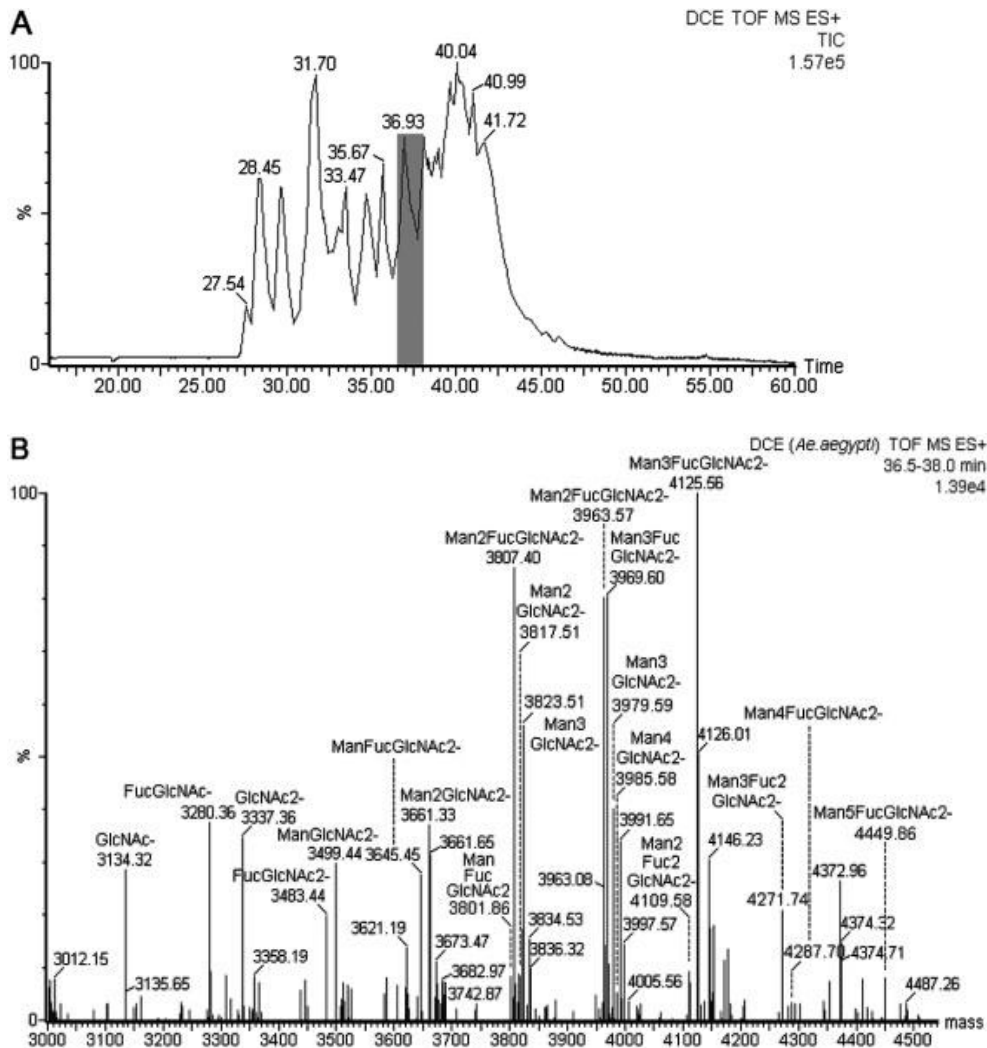 A
DCE TOF MS ES+
TIC
1.57e5
100
%
0
27.54
28.45
31.70
33.47
35.67
36.93
40.04
40.99
41.72
20.00 25.00 30.00 35.00 40.00 45.00 50.00 55.00 60.00
Time
B
DCE (Ae.aegypti) TOF MS ES+
36.5-38.0 min
1.39e4
100
%
0
GlcNAc-
3134.32
FucGlcNAc-
3280.36
GlcNAc2-
3337.36
FucGlcNAc2-
3483.44
ManGlcNAc2-
3499.44
ManFucGlcNAc2-
3645.45
Man2GlcNAc2-
3661.33
3661.65
Man
Fuc
GlcNAc2
3801.86
Man2FucGlcNAc2-
3807.40
Man2
GlcNAc2-
3817.51
3823.51
Man3
GlcNAc2-
Man2FucGlcNAc2-
3963.57
Man3Fuc
GlcNAc2-
3969.60
Man3
GlcNAc2-
3979.59
Man4
GlcNAc2-
3985.58
3991.65
Man2
Fuc2
GlcNAc2-
4109.58
Man3FucGlcNAc2-
4125.56
4126.01
Man3Fuc2
GlcNAc2-
4271.74
Man4FucGlcNAc2-
4287.70
Man5FucGlcNAc2-
4449.86
3012.15
3135.65
3358.19
3621.19
3673.47
3682.97
3742.87
3834.53
3836.32
3963.08
3997.57
4005.56
4146.23
4372.96
4374.32
4374.71
4487.26
3000 3100 3200 3300 3400 3500 3600 3700 3800 3900 4000 4100 4200 4300 4400 4500
mass